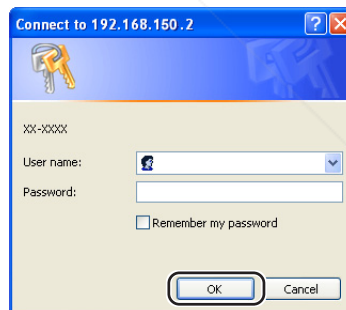 Connect to 192.168.150.2
XX-XXXX
User name:
Password:
Remember my password
OK
Cancel